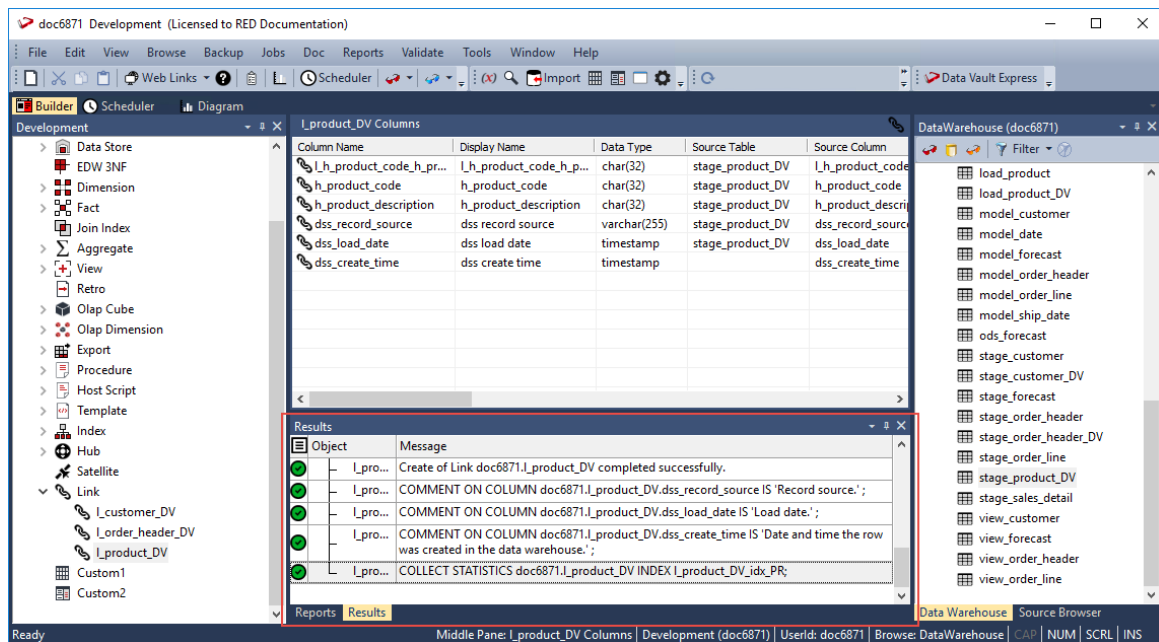 doc6871 Development (Licensed to RED Documentation)
File Edit View Browse Backup Jobs Doc Reports Validate Tools Window Help
Web Links Scheduler (x) Import Data Vault Express
Builder Scheduler Diagram
Development
Data Store
EDW 3NF
Dimension
Fact
Join Index
Aggregate
View
Retro
Olap Cube
Olap Dimension
Export
Procedure
Host Script
Template
Index
Hub
Satellite
Link
l_customer_DV
l_order_header_DV
l_product_DV
Custom1
Custom2
l_product_DV Columns
Column Name Display Name Data Type Source Table Source Column
l_h_product_code_h_pr... l_h_product_code_h_p... char(32) stage_product_DV l_h_product_code
h_product_code h_product_code char(32) stage_product_DV h_product_code
h_product_description h_product_description char(32) stage_product_DV h_product_descri
dss_record_source dss record source varchar(255) stage_product_DV dss_record_sourc
dss_load_date dss load date timestamp stage_product_DV dss_load_date
dss_create_time dss create time timestamp dss_create_time
Results
Object Message
l_pro... Create of Link doc6871.l_product_DV completed successfully.
l_pro... COMMENT ON COLUMN doc6871.l_product_DV.dss_record_source IS 'Record source.' ;
l_pro... COMMENT ON COLUMN doc6871.l_product_DV.dss_load_date IS 'Load date.' ;
l_pro... COMMENT ON COLUMN doc6871.l_product_DV.dss_create_time IS 'Date and time the row
was created in the data warehouse.' ;
l_pro... COLLECT STATISTICS doc6871.l_product_DV INDEX l_product_DV_idx_PR;
Reports Results
DataWarehouse (doc6871)
Filter
load_product
load_product_DV
model_customer
model_date
model_forecast
model_order_header
model_order_line
model_ship_date
ods_forecast
stage_customer
stage_customer_DV
stage_forecast
stage_order_header
stage_order_header_DV
stage_order_line
stage_product_DV
stage_sales_detail
view_customer
view_forecast
view_order_header
view_order_line
Data Warehouse Source Browser
Ready Middle Pane: l_product_DV Columns Development (doc6871) UserId: doc6871 Browse: DataWarehouse CAP NUM SCRL INS